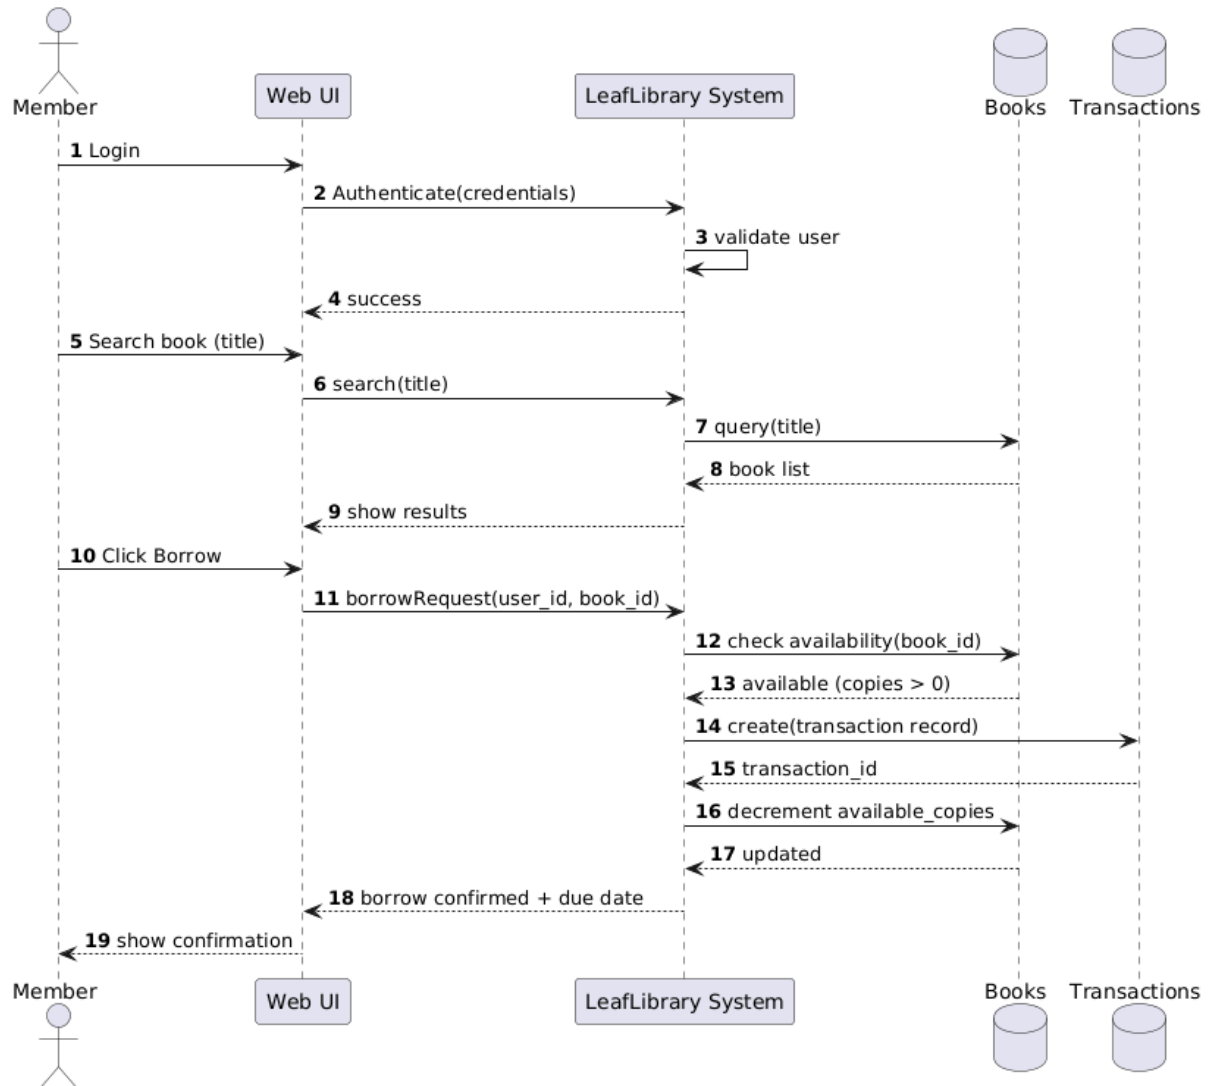 Member
Web UI
LeafLibrary System
Books
Transactions
1 Login
2 Authenticate(credentials)
3 validate user
4 success
5 Search book (title)
6 search(title)
7 query(title)
8 book list
9 show results
10 Click Borrow
11 borrowRequest(user_id, book_id)
12 check availability(book_id)
13 available (copies > 0)
14 create(transaction record)
15 transaction_id
16 decrement available_copies
17 updated
18 borrow confirmed + due date
19 show confirmation
Member
Web UI
LeafLibrary System
Books
Transactions